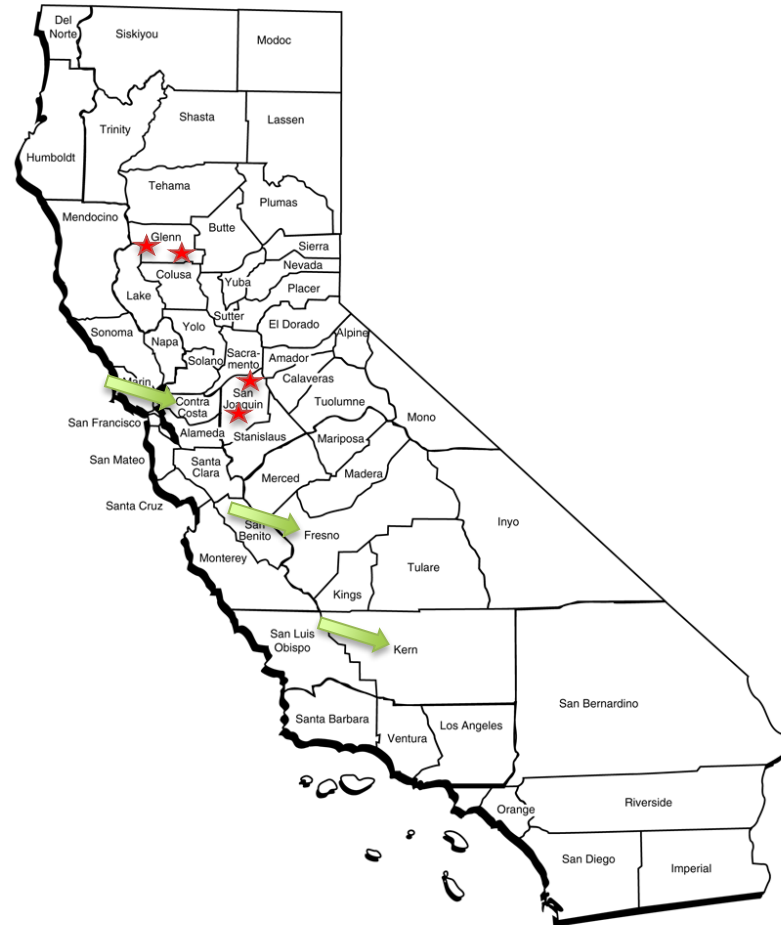 Del
Norte
Siskiyou
Modoc
Shasta
Lassen
Trinity
Humboldt
Tehama
Plumas
Mendocino
Butte
Glenn
Sierra
Colusa
Nevada
Yuba
Placer
Lake
Sutter
Yolo
El Dorado
Sonoma
Alpine
Napa
Sacra-
mento
Solano
Amador
Calaveras
Marin
San
Joaquin
Contra
Costa
Tuolumne
Mono
San Francisco
Alameda
Stanislaus
Mariposa
San Mateo
Santa
Clara
Merced
Madera
Santa Cruz
Inyo
San
Benito
Fresno
Monterey
Tulare
Kings
San Luis
Obispo
Kern
San Bernardino
Santa Barbara
Los Angeles
Ventura
Orange
Riverside
San Diego
Imperial